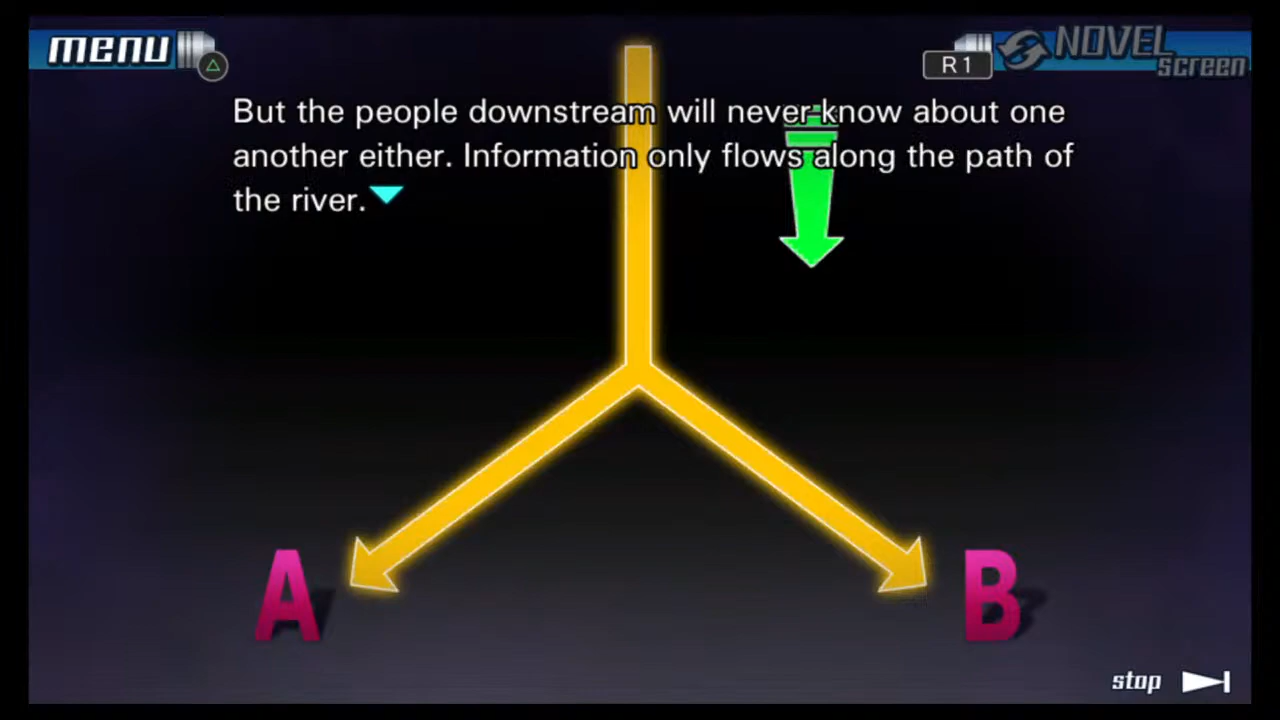 menu
R1
NOVEL
screen
But the people downstream will never know about one
another either. Information only flows along the path of
the river.
A
B
stop